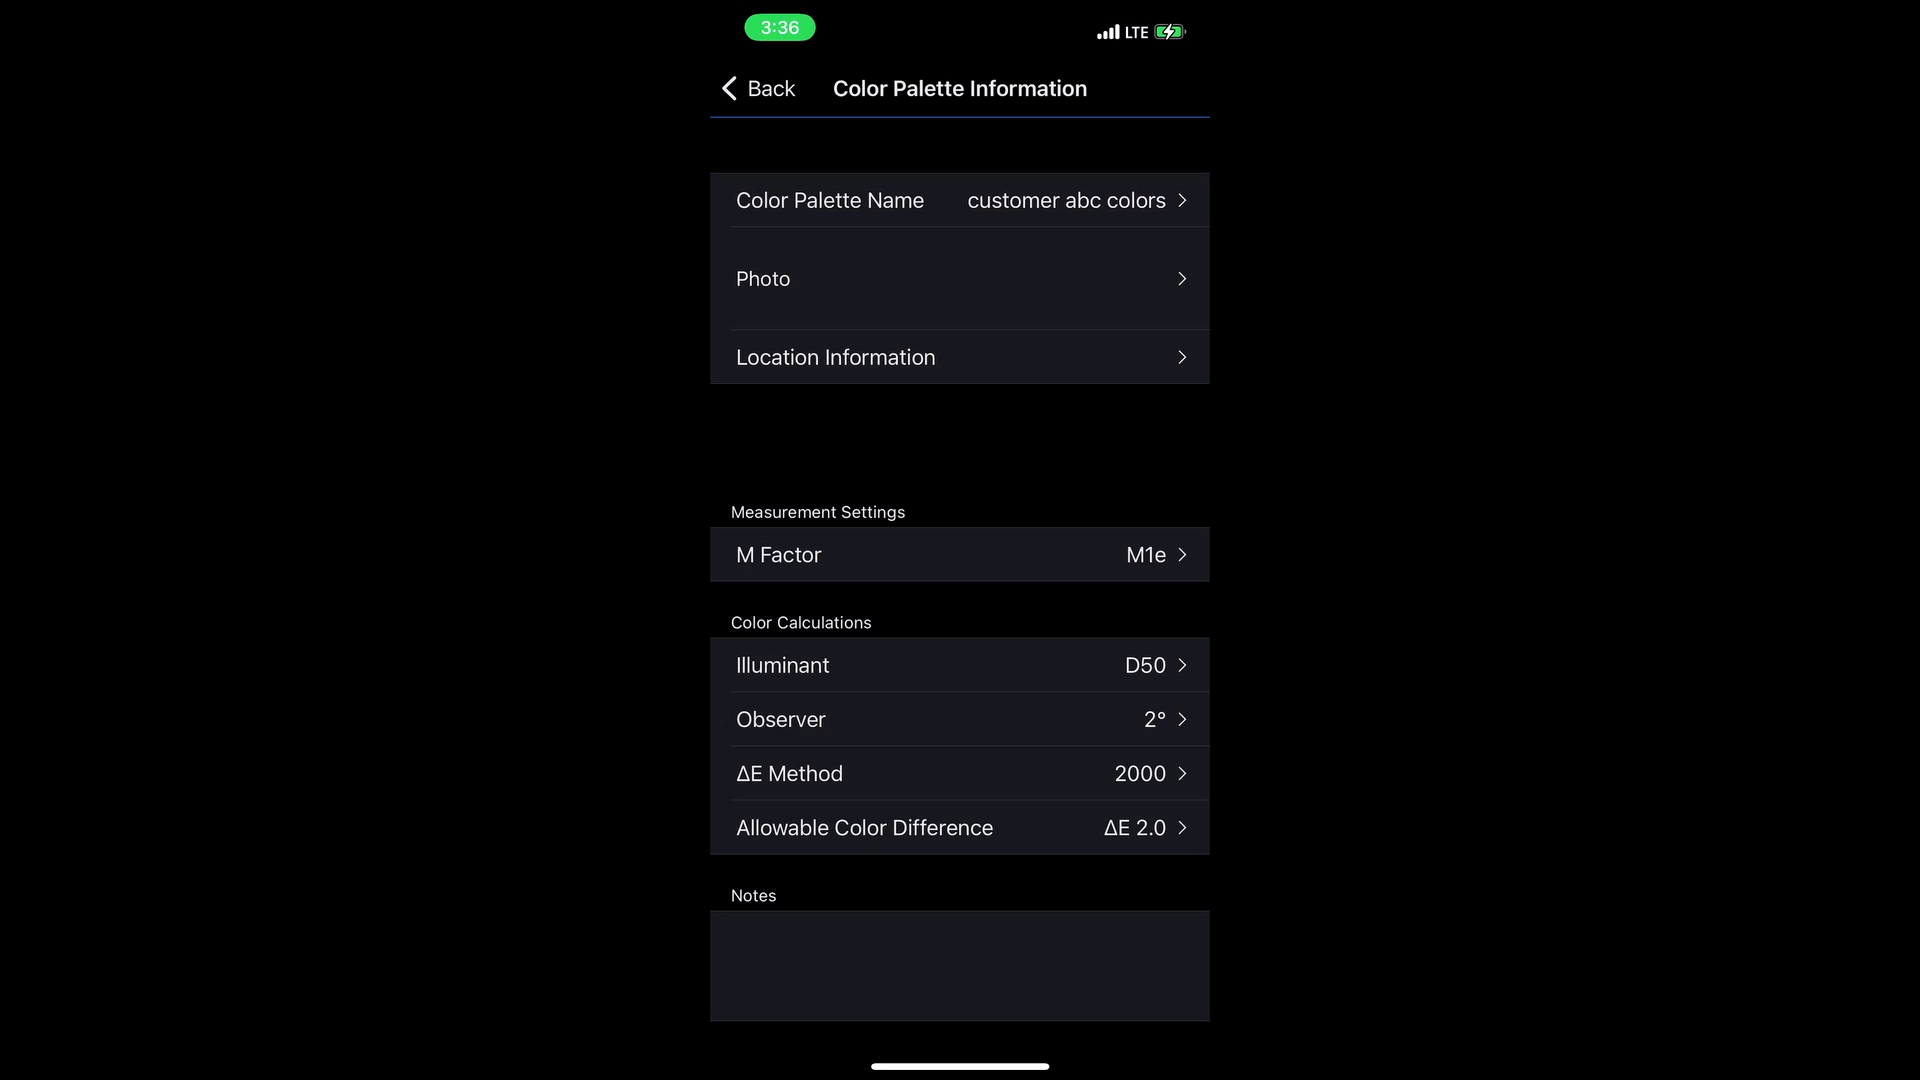 3:36 LTE
Back Color Palette Information
Color Palette Name customer abc colors
Photo
Location Information
Measurement Settings
M Factor M1e
Color Calculations
Illuminant D50
Observer 2°
ΔE Method 2000
Allowable Color Difference ΔE 2.0
Notes